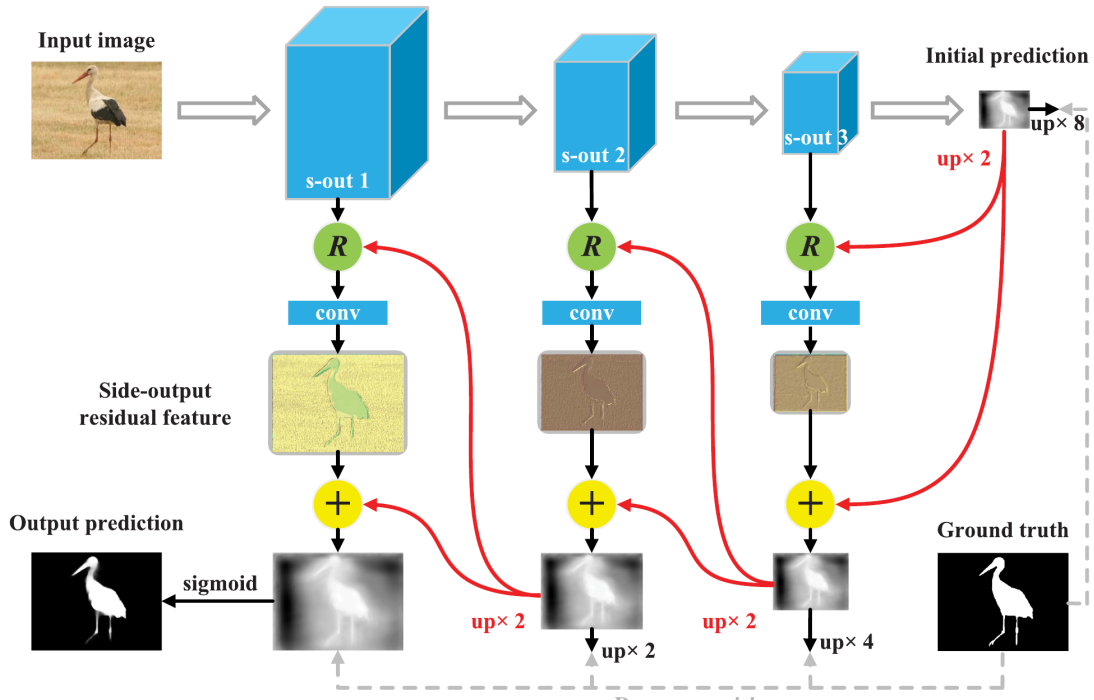 Input image
Initial prediction
s-out 1
s-out 2
s-out 3
up× 8
up× 2
R
R
R
conv
conv
conv
Side-output
residual feature
+
+
+
Output prediction
Ground truth
sigmoid
up× 2
up× 2
up× 2
up× 4